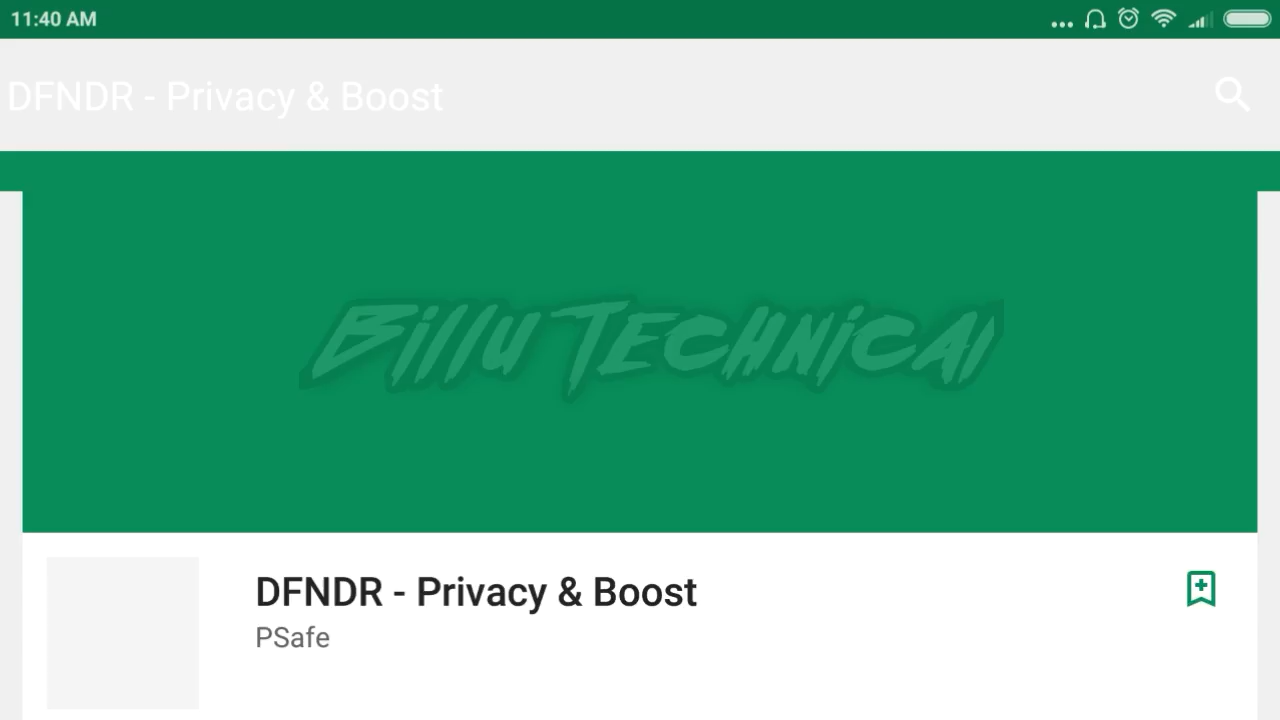 11:40 AM
DFNDR - Privacy & Boost
Billu Technical
DFNDR - Privacy & Boost
PSafe